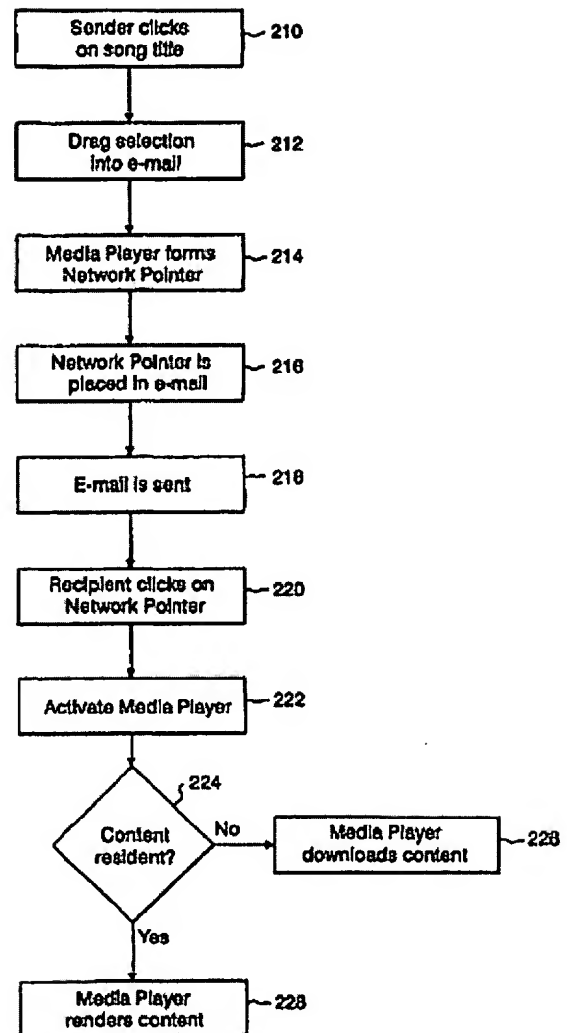 Sender clicks
on song title
210
Drag selection
into e-mail
212
Media Player forms
Network Pointer
214
Network Pointer is
placed in e-mail
216
E-mail is sent
218
Recipient clicks on
Network Pointer
220
Activate Media Player
222
224
Content
resident?
No
Media Player
downloads content
226
Yes
Media Player
renders content
228